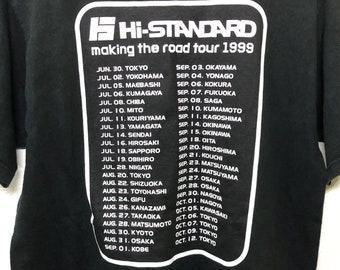 Hi-STANDARD
making the road tour 1999
JUN. 30. TOKYO
JUL. 02. YOKOHAMA
JUL. 05. MAEBASHI
JUL. 06. KUMAGAYA
JUL. 08. CHIBA
JUL. 10. MITO
JUL. 11. KOURIYAMA
JUL. 13. YAMAGATA
JUL. 14. SENDAI
JUL. 16. HIROSAKI
JUL. 18. SAPPORO
JUL. 19. OBIHIRO
JUL. 28. NIIGATA
AUG. 20. TOKYO
AUG. 22. SHIZUOKA
AUG. 23. TOYOHASHI
AUG. 24. GIFU
AUG. 26. KANAZAWA
AUG. 27. TAKAOKA
AUG. 28. MATSUMOTO
AUG. 30. KYOTO
AUG. 31. OSAKA
SEP. 01. KOBE
SEP. 03. OKAYAMA
SEP. 04. YONAGO
SEP. 06. KOKURA
SEP. 07. FUKUOKA
SEP. 08. SAGA
SEP. 10. KUMAMOTO
SEP. 11. KAGOSHIMA
SEP. 14. OKINAWA
SEP. 15. OKINAWA
SEP. 18. OITA
SEP. 20. HIROSHIMA
SEP. 21. KOUCHI
SEP. 23. MATSUYAMA
SEP. 24. MATSUYAMA
SEP. 27. OSAKA
SEP. 28. OSAKA
SEP. 30. NAGOYA
OCT. 01. NAGOYA
OCT. 05. KAWASAKI
OCT. 06. TOKYO
OCT. 07. TOKYO
OCT. 09. TOKYO
OCT. 12. TOKYO